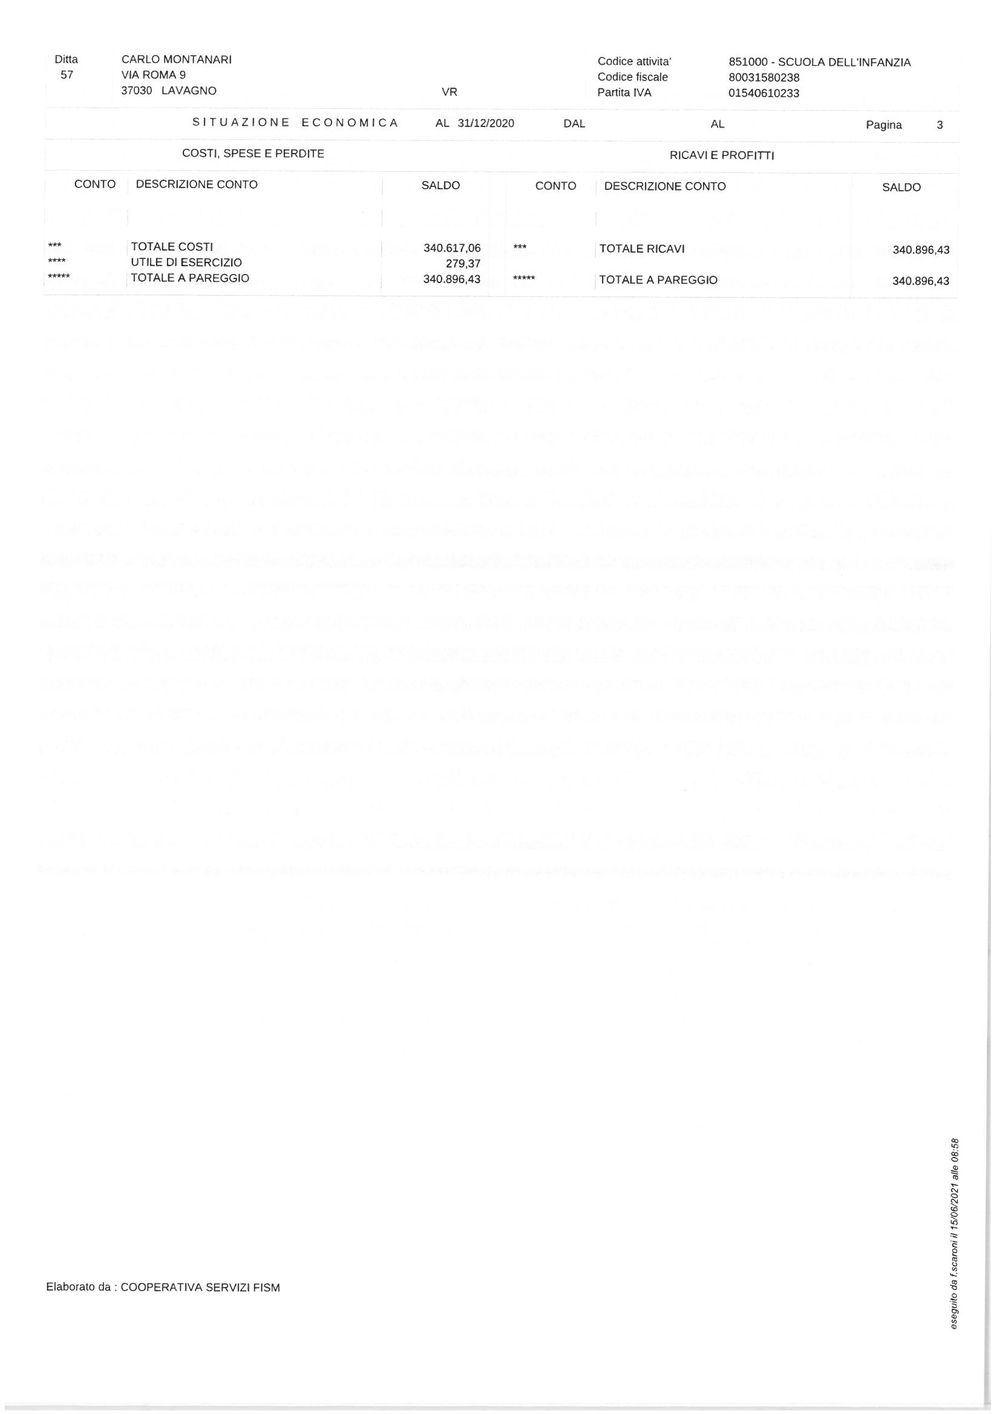 Ditta CARLO MONTANARI Codice attivita' 851000 - SCUOLA DELL'INFANZIA
57 VIA ROMA 9 Codice fiscale 80031580238
37030 LAVAGNO VR Partita IVA 01540610233
SITUAZIONE ECONOMICA AL 31/12/2020 DAL AL Pagina 3
COSTI, SPESE E PERDITE RICAVI E PROFITTI
CONTO DESCRIZIONE CONTO SALDO CONTO DESCRIZIONE CONTO SALDO
*** TOTALE COSTI 340.617,06 *** TOTALE RICAVI 340.896,43
**** UTILE DI ESERCIZIO 279,37
***** TOTALE A PAREGGIO 340.896,43 ***** TOTALE A PAREGGIO 340.896,43
eseguito da f.scaroni il 15/06/2021 alle 08:58
Elaborato da : COOPERATIVA SERVIZI FISM